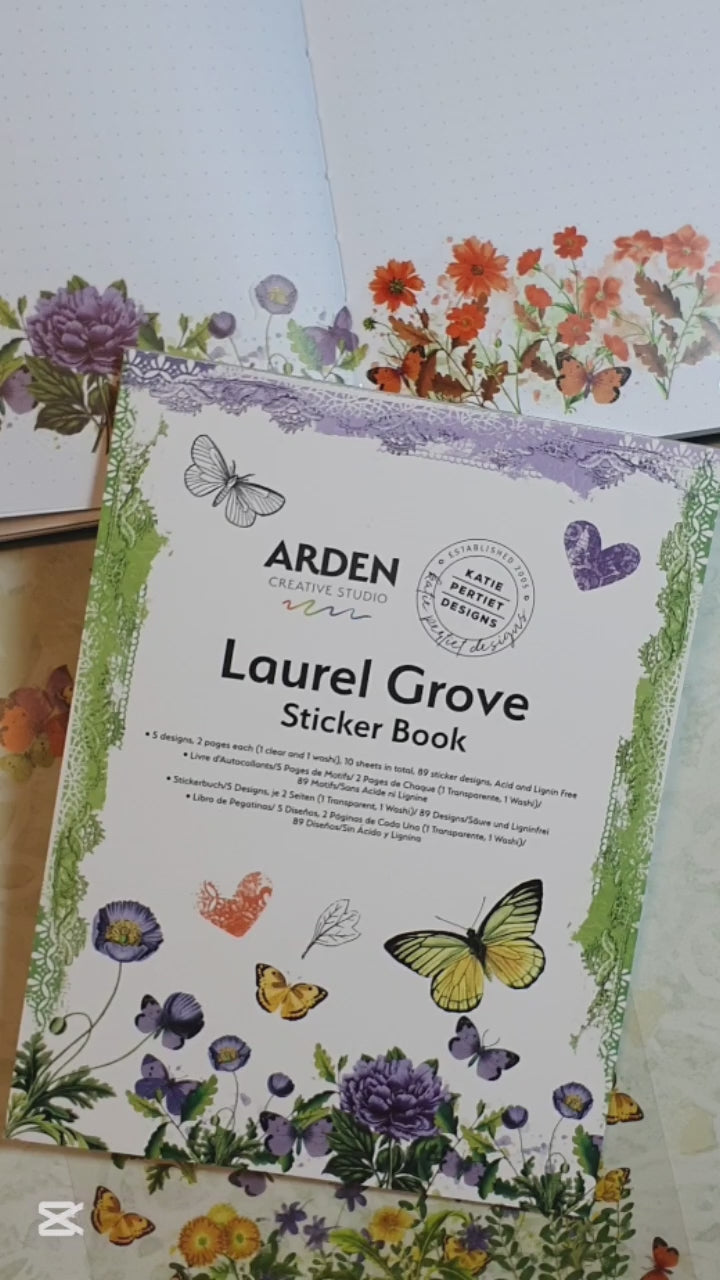 ARDEN
CREATIVE STUDIO
ESTABLISHED 2005
KATIE
PERTIET
DESIGNS
katie pertiet designs
Laurel Grove
Sticker Book
• 5 designs, 2 pages each (1 clear and 1 washi), 10 sheets in total, 89 sticker designs, Acid and Lignin Free
• Livre d'Autocollants/5 Pages de Motifs/ 2 Pages de Chaque (1 Transparente, 1 Washi)/
89 Motifs/Sans Acide ni Lignine
• Stickerbuch/5 Designs, je 2 Seiten (1 Transparent, 1 Washi)/ 89 Designs/Säure und Ligninfrei
• Libro de Pegatinas/ 5 Diseños, 2 Páginas de Cada Una (1 Transparente, 1 Washi)/
89 Diseños/Sin Ácido y Lignina